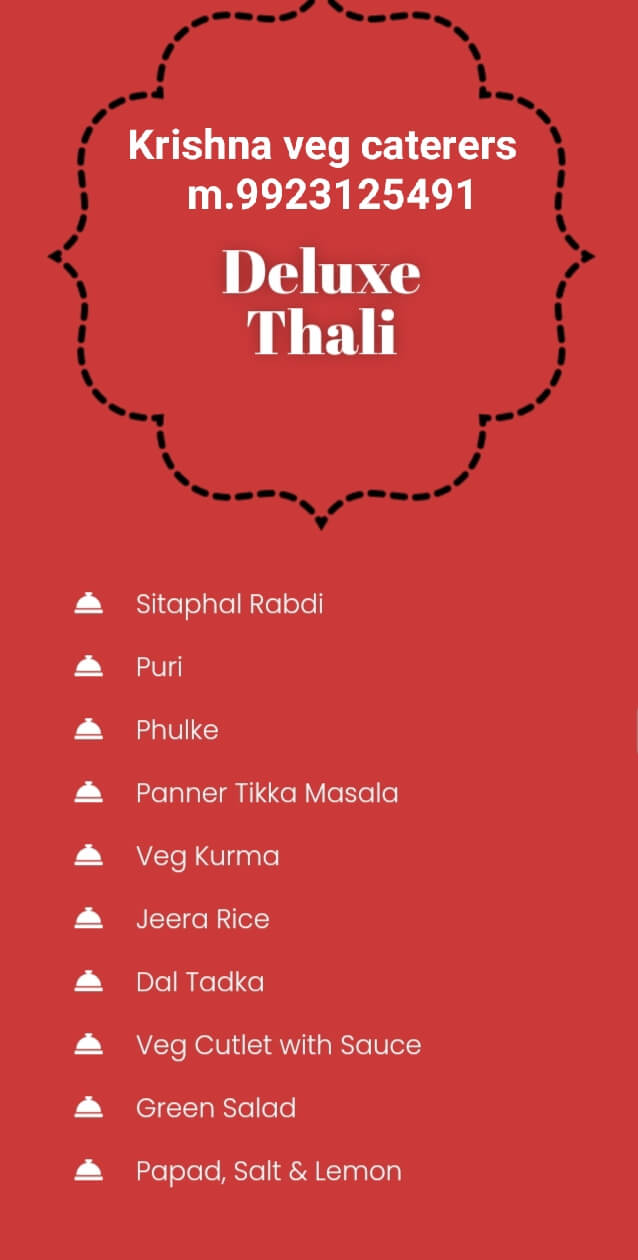 Krishna veg caterers
m.9923125491
Deluxe
Thali
Sitaphal Rabdi
Puri
Phulke
Panner Tikka Masala
Veg Kurma
Jeera Rice
Dal Tadka
Veg Cutlet with Sauce
Green Salad
Papad, Salt & Lemon